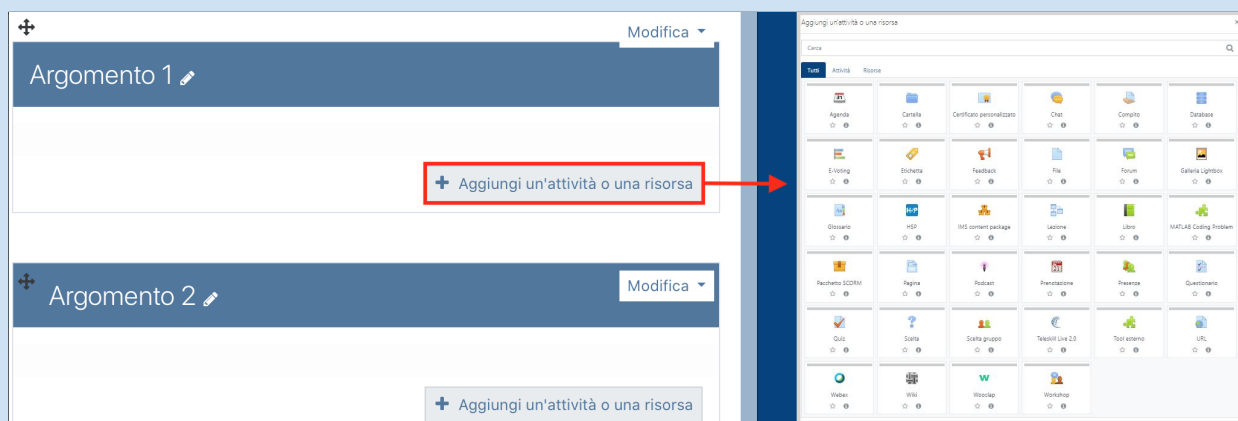 Modifica
Argomento 1
+ Aggiungi un'attività o una risorsa
Argomento 2
Modifica
+ Aggiungi un'attività o una risorsa
Aggiungi un'attività o una risorsa
×
Cerca
Tutti Attività Risorse
Agenda Cartella Certificato personalizzato Chat Compito Database
E-Voting Etichetta Feedback File Forum Galleria Lightbox
H-P
Glossario H5P IMS content package Lezione Libro MATLAB Coding Problem
Pacchetto SCORM Pagina Podcast Prenotazione Presenze Questionario
Quiz Scelta Scelta gruppo Teleskill Live 2.0 Tool esterno URL
W
Webex Wiki Wooclap Workshop